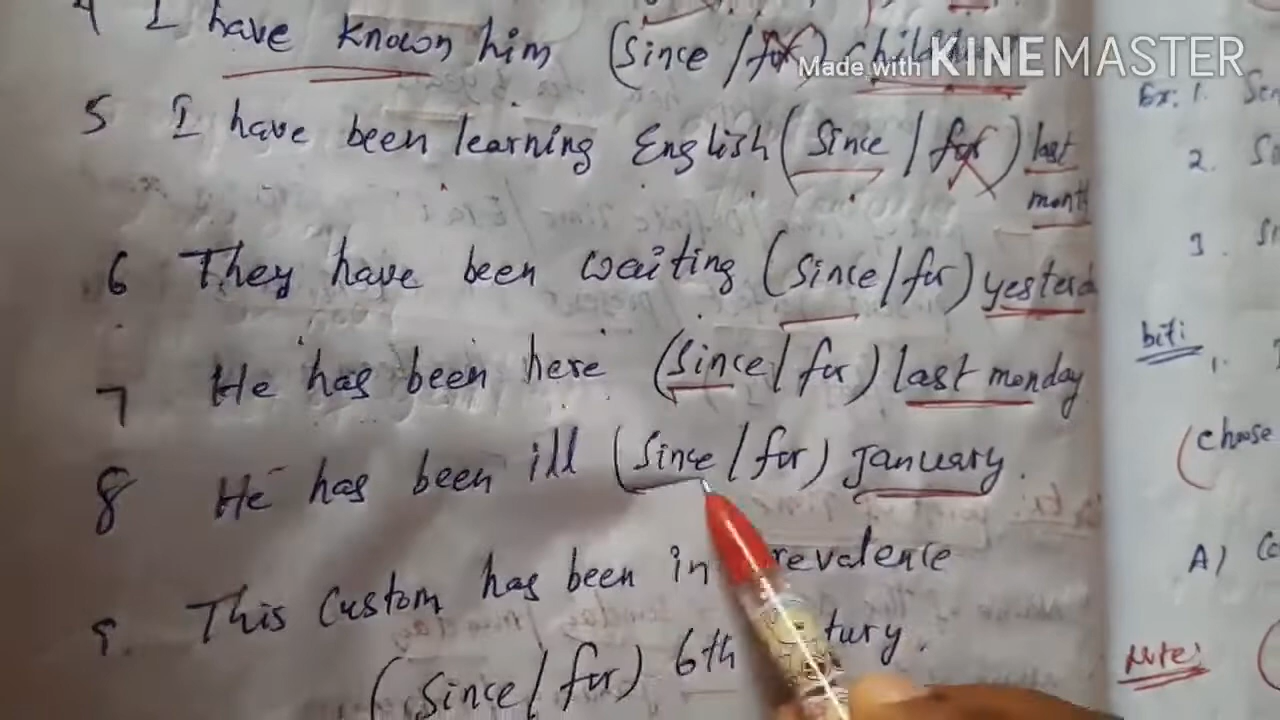 4 I have known him (Since / for)
Made with KINEMASTER
5 I have been learning English (Since / for) last
month
6 They have been waiting (Since / for) yesterd
7 He has been here (Since / for) last monday
8 He has been ill (Since / for) January.
9. This Custom has been in revalence
(Since / for) 6th tury.
Ex: 1.
2.
3.
bit:
1.
(Choose
A)
Note: